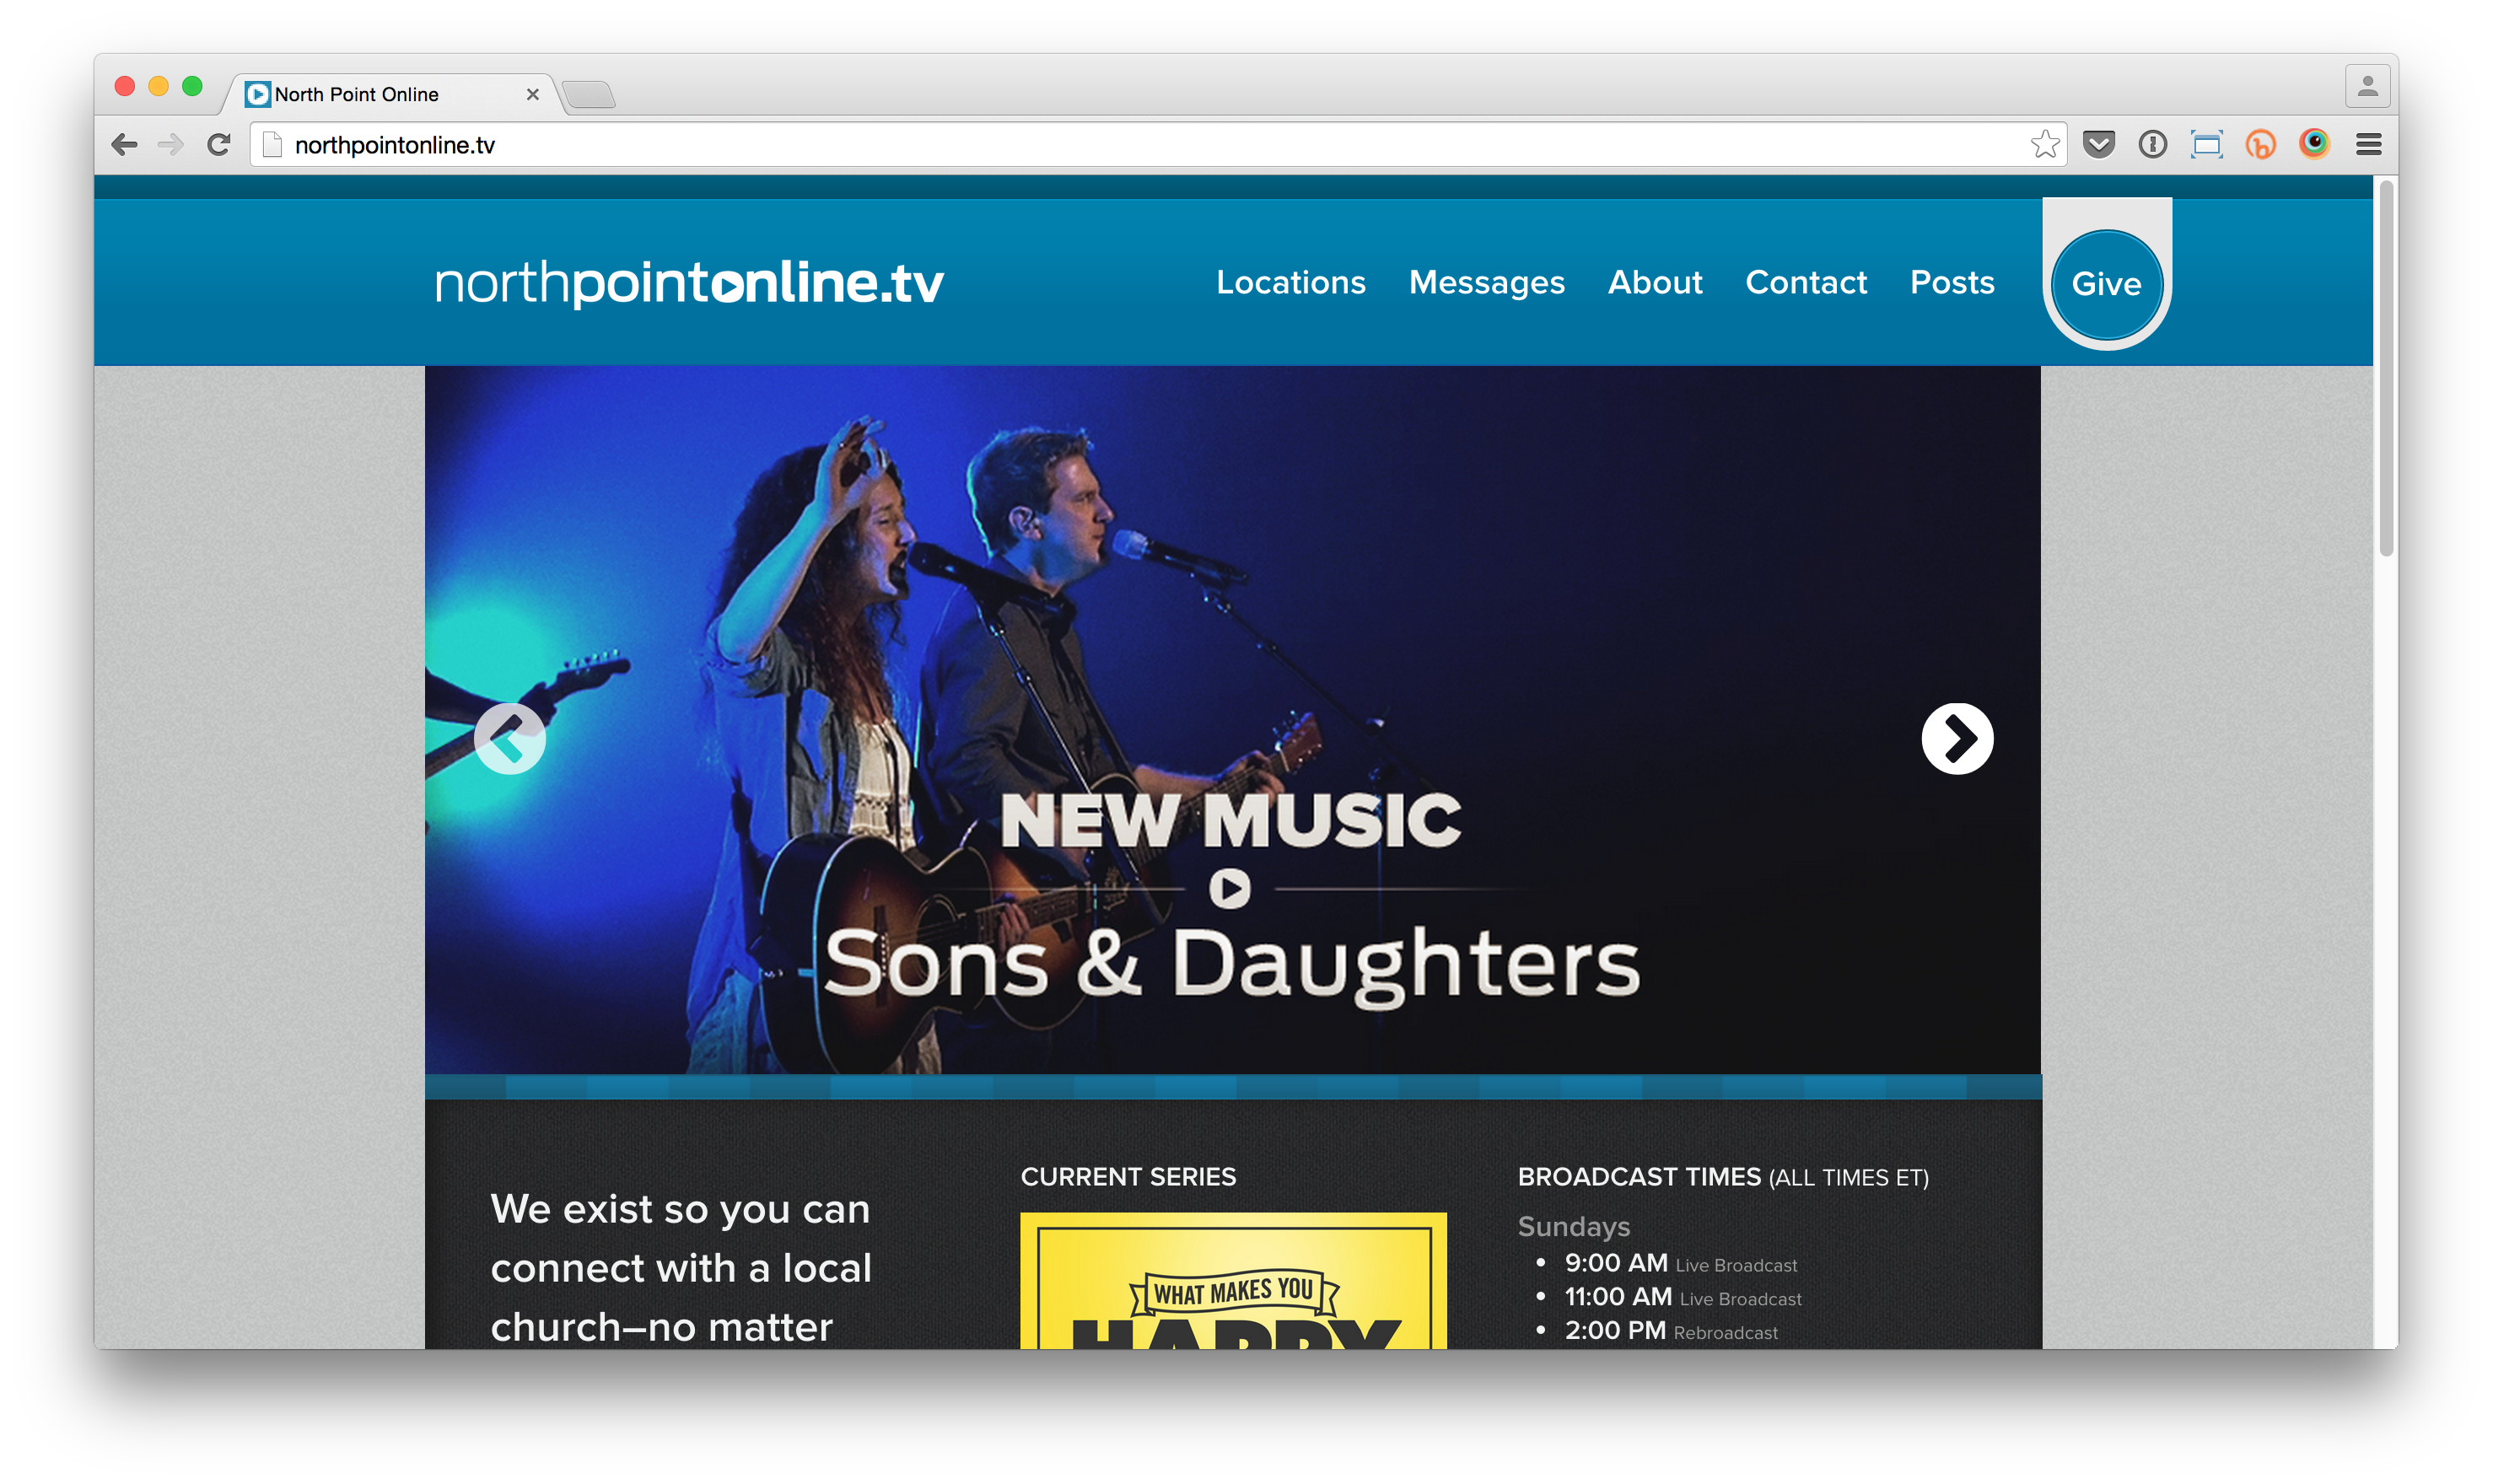 North Point Online
northpointonline.tv
northpointonline.tv
Locations Messages About Contact Posts Give
NEW MUSIC
Sons & Daughters
We exist so you can
connect with a local
church–no matter
CURRENT SERIES
WHAT MAKES YOU
HAPPY
BROADCAST TIMES (ALL TIMES ET)
Sundays
• 9:00 AM Live Broadcast
• 11:00 AM Live Broadcast
• 2:00 PM Rebroadcast